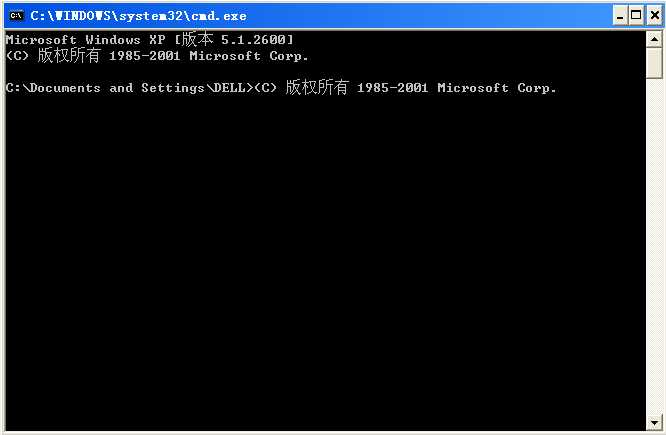 C:\WINDOWS\system32\cmd.exe
Microsoft Windows XP [版本 5.1.2600]
(C) 版权所有 1985-2001 Microsoft Corp.
C:\Documents and Settings\DELL>(C) 版权所有 1985-2001 Microsoft Corp.